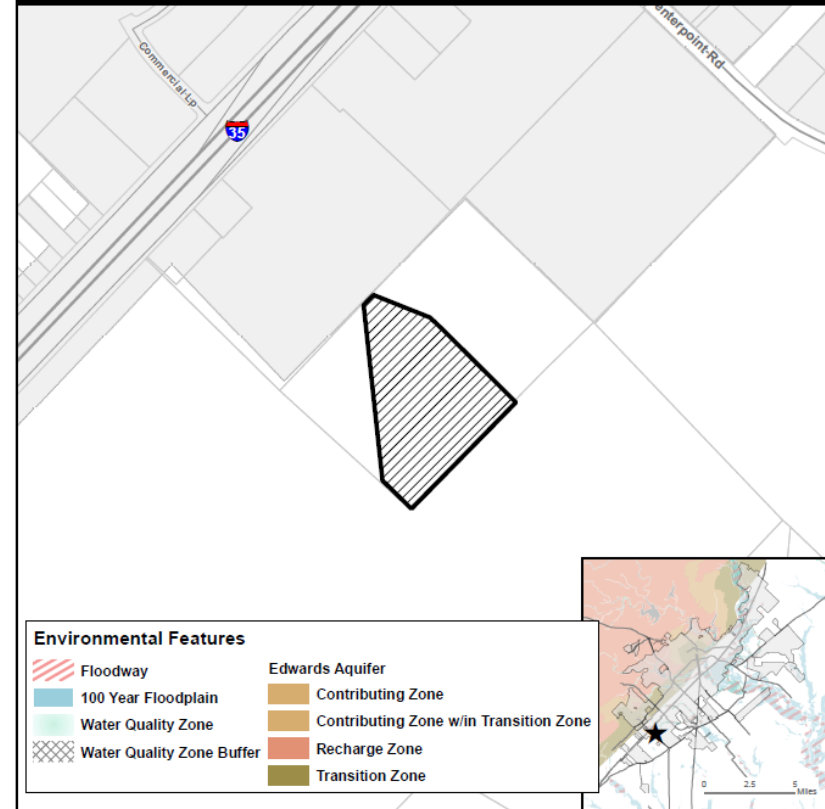 enterpoint-Rd
Commercial-Lp
35
Environmental Features
Floodway
100 Year Floodplain
Water Quality Zone
Water Quality Zone Buffer
Edwards Aquifer
Contributing Zone
Contributing Zone w/in Transition Zone
Recharge Zone
Transition Zone
0 2.5 5
Miles